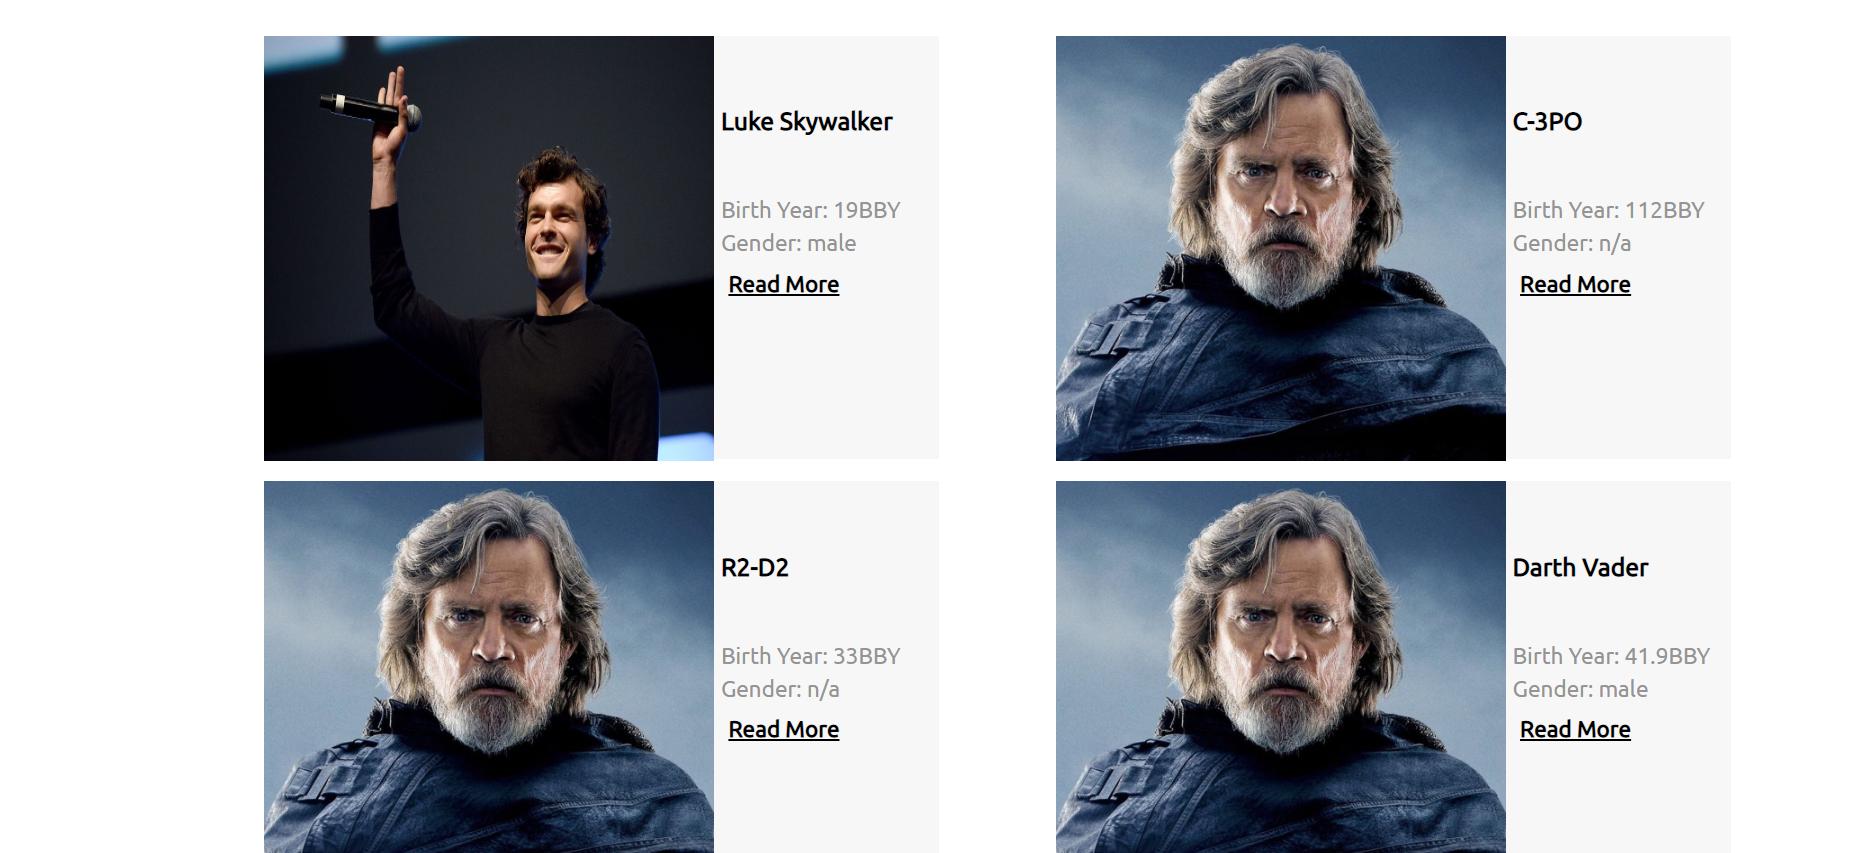 Luke Skywalker
Birth Year: 19BBY
Gender: male
Read More
C-3PO
Birth Year: 112BBY
Gender: n/a
Read More
R2-D2
Birth Year: 33BBY
Gender: n/a
Read More
Darth Vader
Birth Year: 41.9BBY
Gender: male
Read More